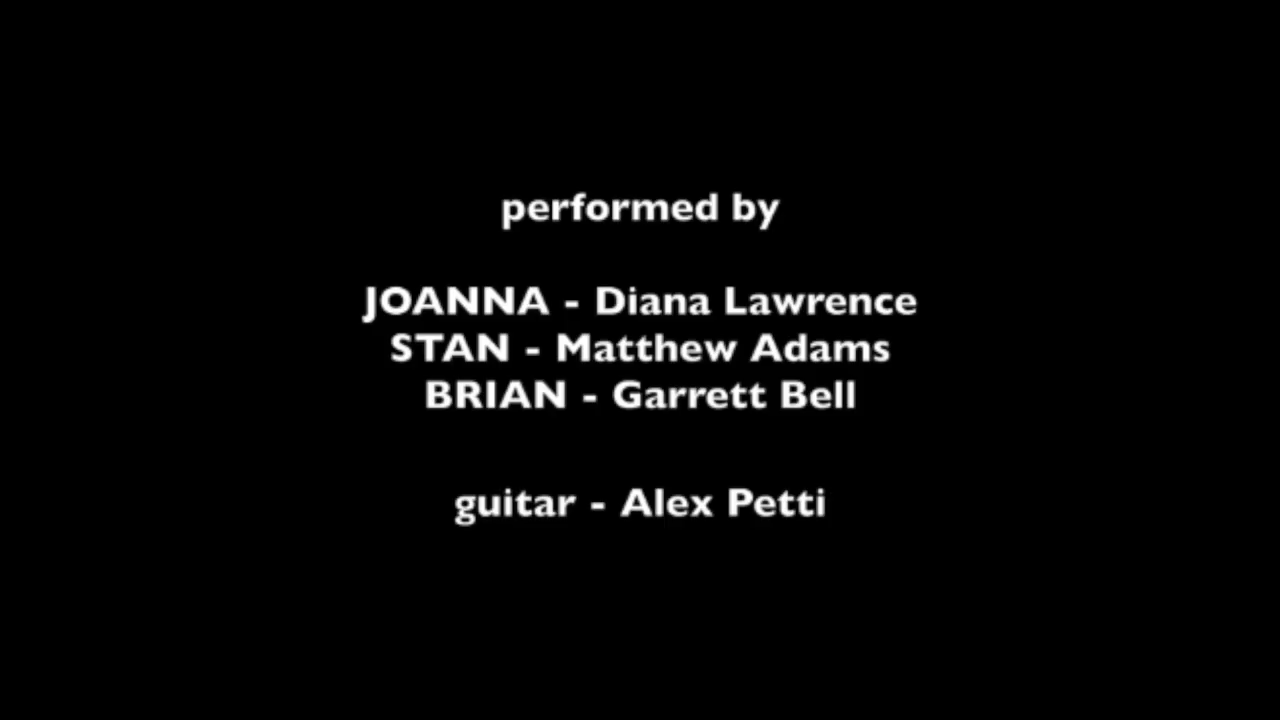 performed by
JOANNA - Diana Lawrence
STAN - Matthew Adams
BRIAN - Garrett Bell
guitar - Alex Petti